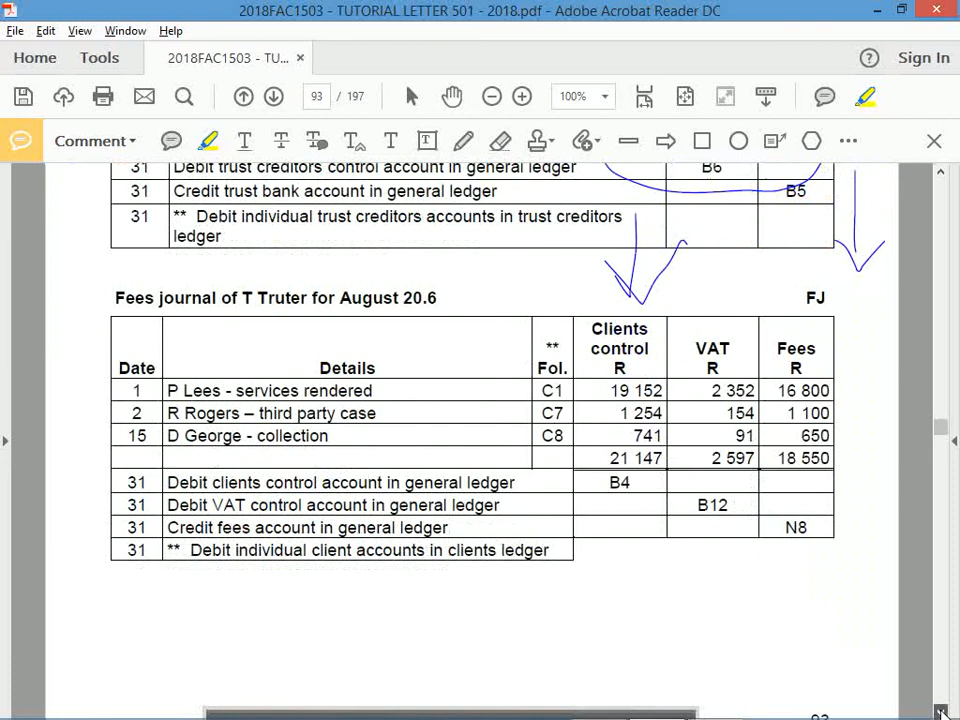 2018FAC1503 - TUTORIAL LETTER 501 - 2018.pdf - Adobe Acrobat Reader DC
File Edit View Window Help
Home Tools 2018FAC1503 - TU... × Sign In
93 / 197 100%
Comment
31 Debit trust creditors control account in general ledger B6
31 Credit trust bank account in general ledger B5
31 ** Debit individual trust creditors accounts in trust creditors
ledger
Fees journal of T Truter for August 20.6 FJ
Clients
** control VAT Fees
Date Details Fol. R R R
1 P Lees - services rendered C1 19 152 2 352 16 800
2 R Rogers – third party case C7 1 254 154 1 100
15 D George - collection C8 741 91 650
21 147 2 597 18 550
31 Debit clients control account in general ledger B4
31 Debit VAT control account in general ledger B12
31 Credit fees account in general ledger N8
31 ** Debit individual client accounts in clients ledger
93